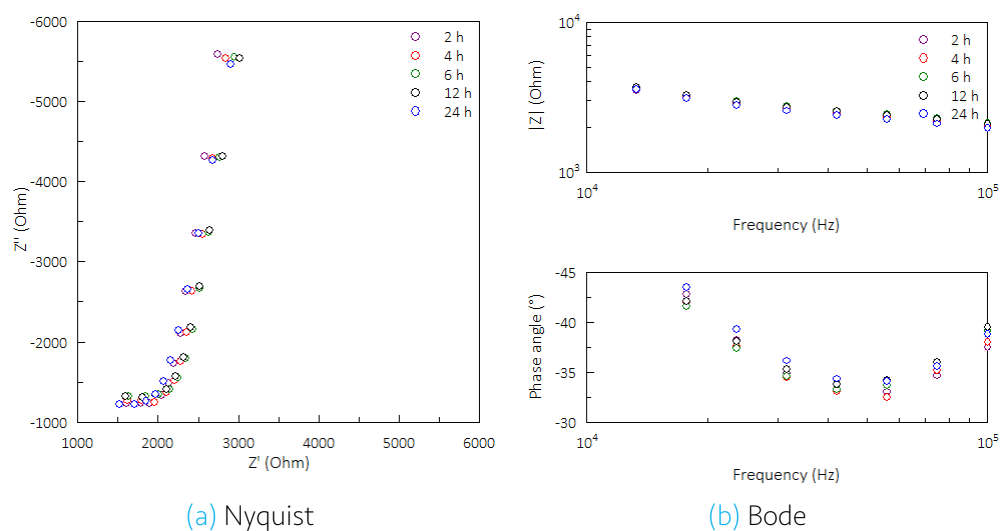 -6000
-5000
-4000
-3000
-2000
-1000
Z'' (Ohm)
1000 2000 3000 4000 5000 6000
Z' (Ohm)
2 h
4 h
6 h
12 h
24 h
(a) Nyquist
10⁴
10³
|Z| (Ohm)
10⁴ 10⁵
Frequency (Hz)
2 h
4 h
6 h
12 h
24 h
-45
-40
-35
-30
Phase angle (°)
10⁴ 10⁵
Frequency (Hz)
(b) Bode